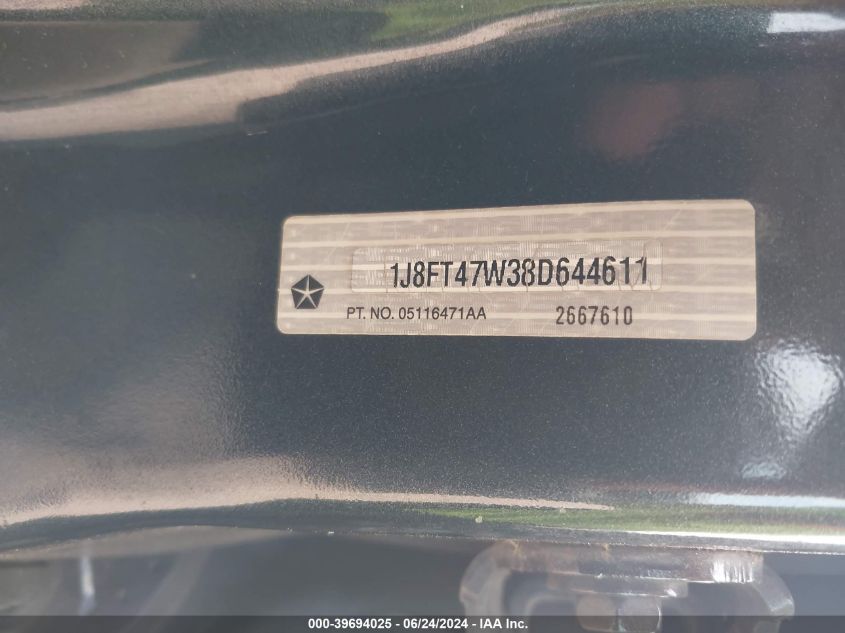 1J8FT47W38D644611
PT. NO. 05116471AA 2667610
000-39694025 - 06/24/2024 - IAA Inc.